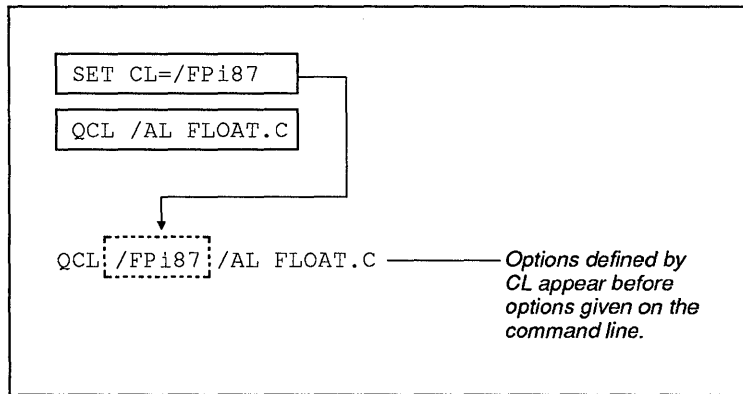 SET CL=/FPi87
QCL /AL FLOAT.C
QCL /FPi87 /AL FLOAT.C
Options defined by
CL appear before
options given on the
command line.